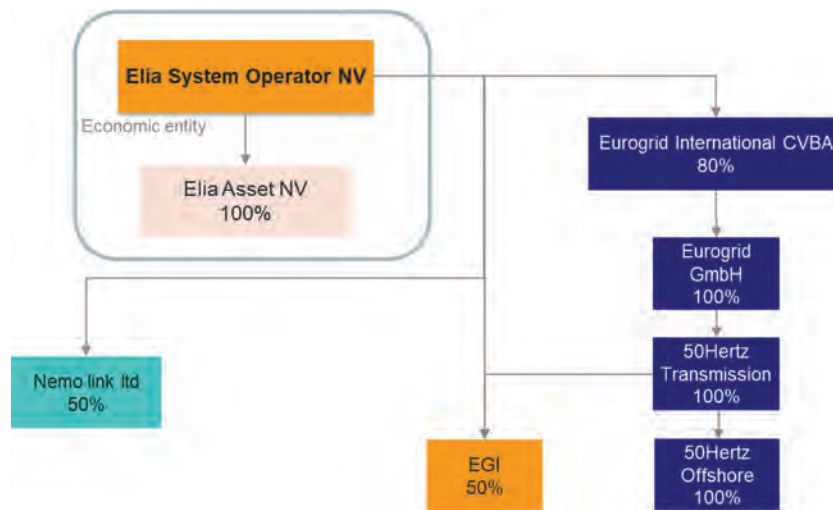 Elia System Operator NV
Economic entity
Elia Asset NV
100%
Eurogrid International CVBA
80%
Eurogrid
GmbH
100%
Nemo link ltd
50%
50Hertz
Transmission
100%
EGI
50%
50Hertz
Offshore
100%